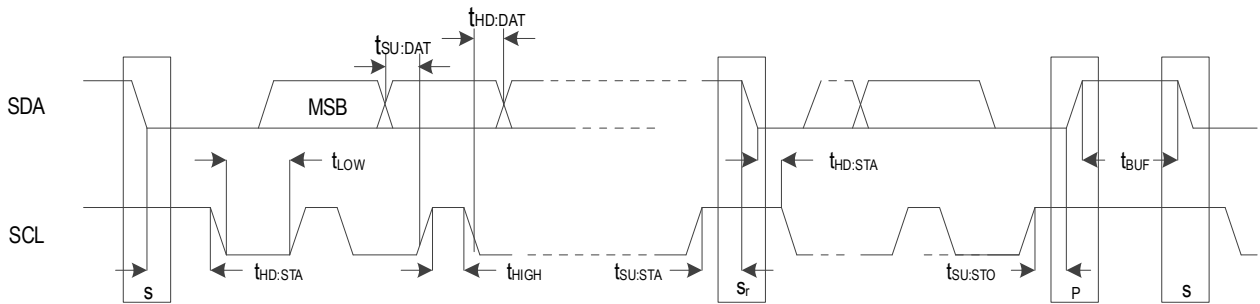 tHD:DAT
tSU:DAT
SDA
MSB
tLOW
tHD:STA
tBUF
SCL
tHD:STA
tHIGH
tSU:STA
tSU:STO
S
Sr
P
S